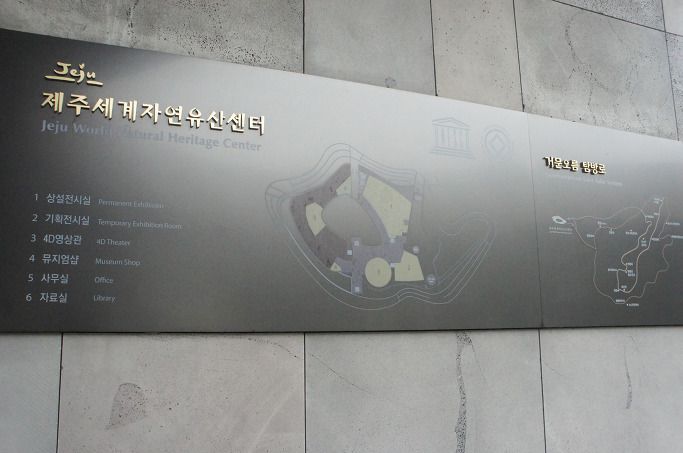 Jeju
제주세계자연유산센터
Jeju World Natural Heritage Center
1 상설전시실 Permanent Exhibition
2 기획전시실 Temporary Exhibition Room
3 4D영상관 4D Theater
4 뮤지엄샵 Museum Shop
5 사무실 Office
6 자료실 Library
거문오름 탐방로